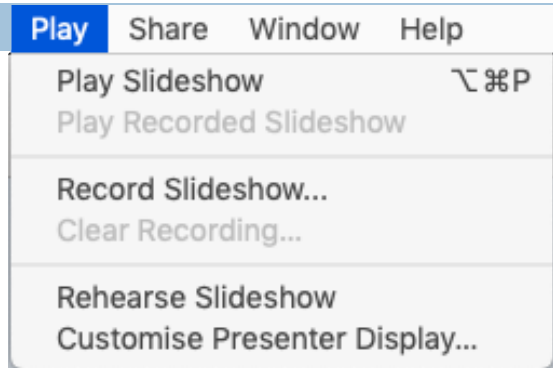 Play Share Window Help
Play Slideshow ⌥⌘P
Play Recorded Slideshow
Record Slideshow...
Clear Recording...
Rehearse Slideshow
Customise Presenter Display...